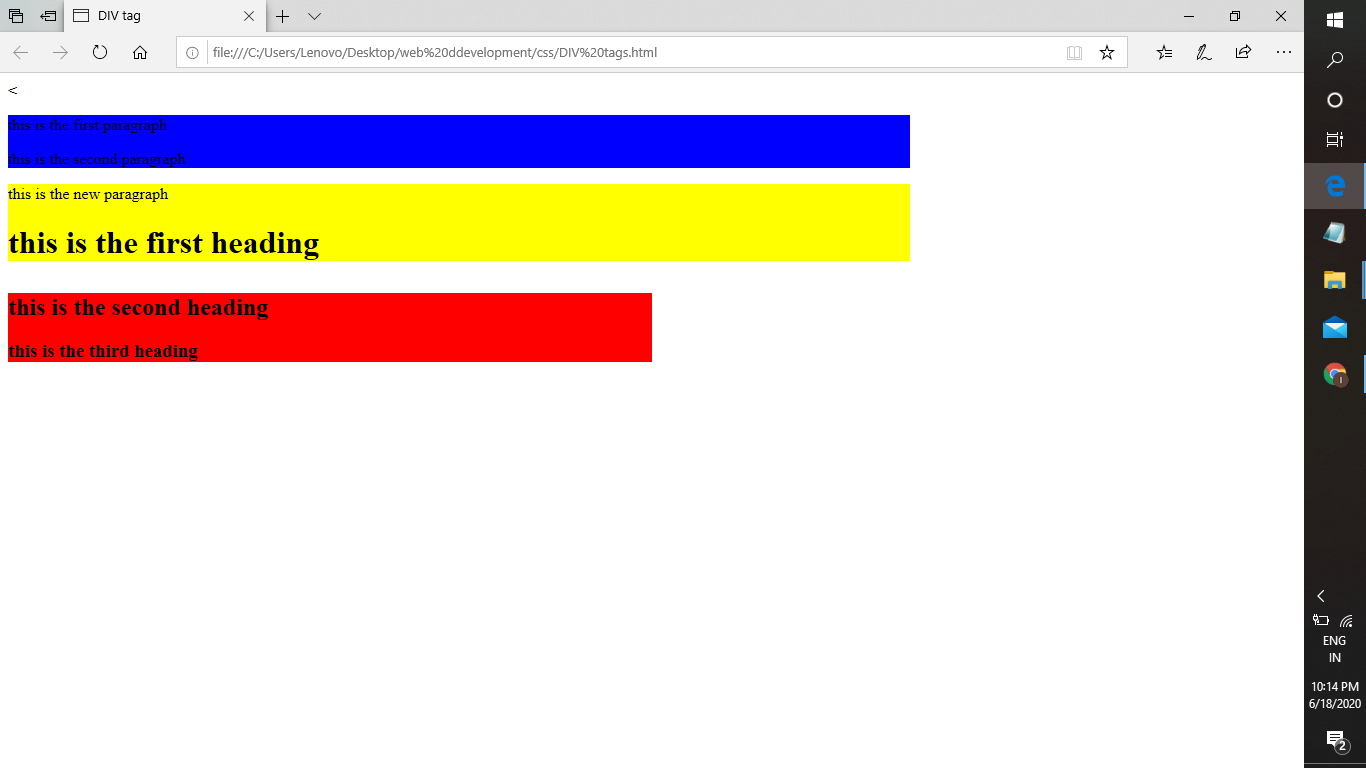 DIV tag
file:///C:/Users/Lenovo/Desktop/web%20ddevelopment/css/DIV%20tags.html
<
this is the first paragraph
this is the second paragraph
this is the new paragraph
this is the first heading
this is the second heading
this is the third heading
I
ENG
IN
10:14 PM
6/18/2020
2